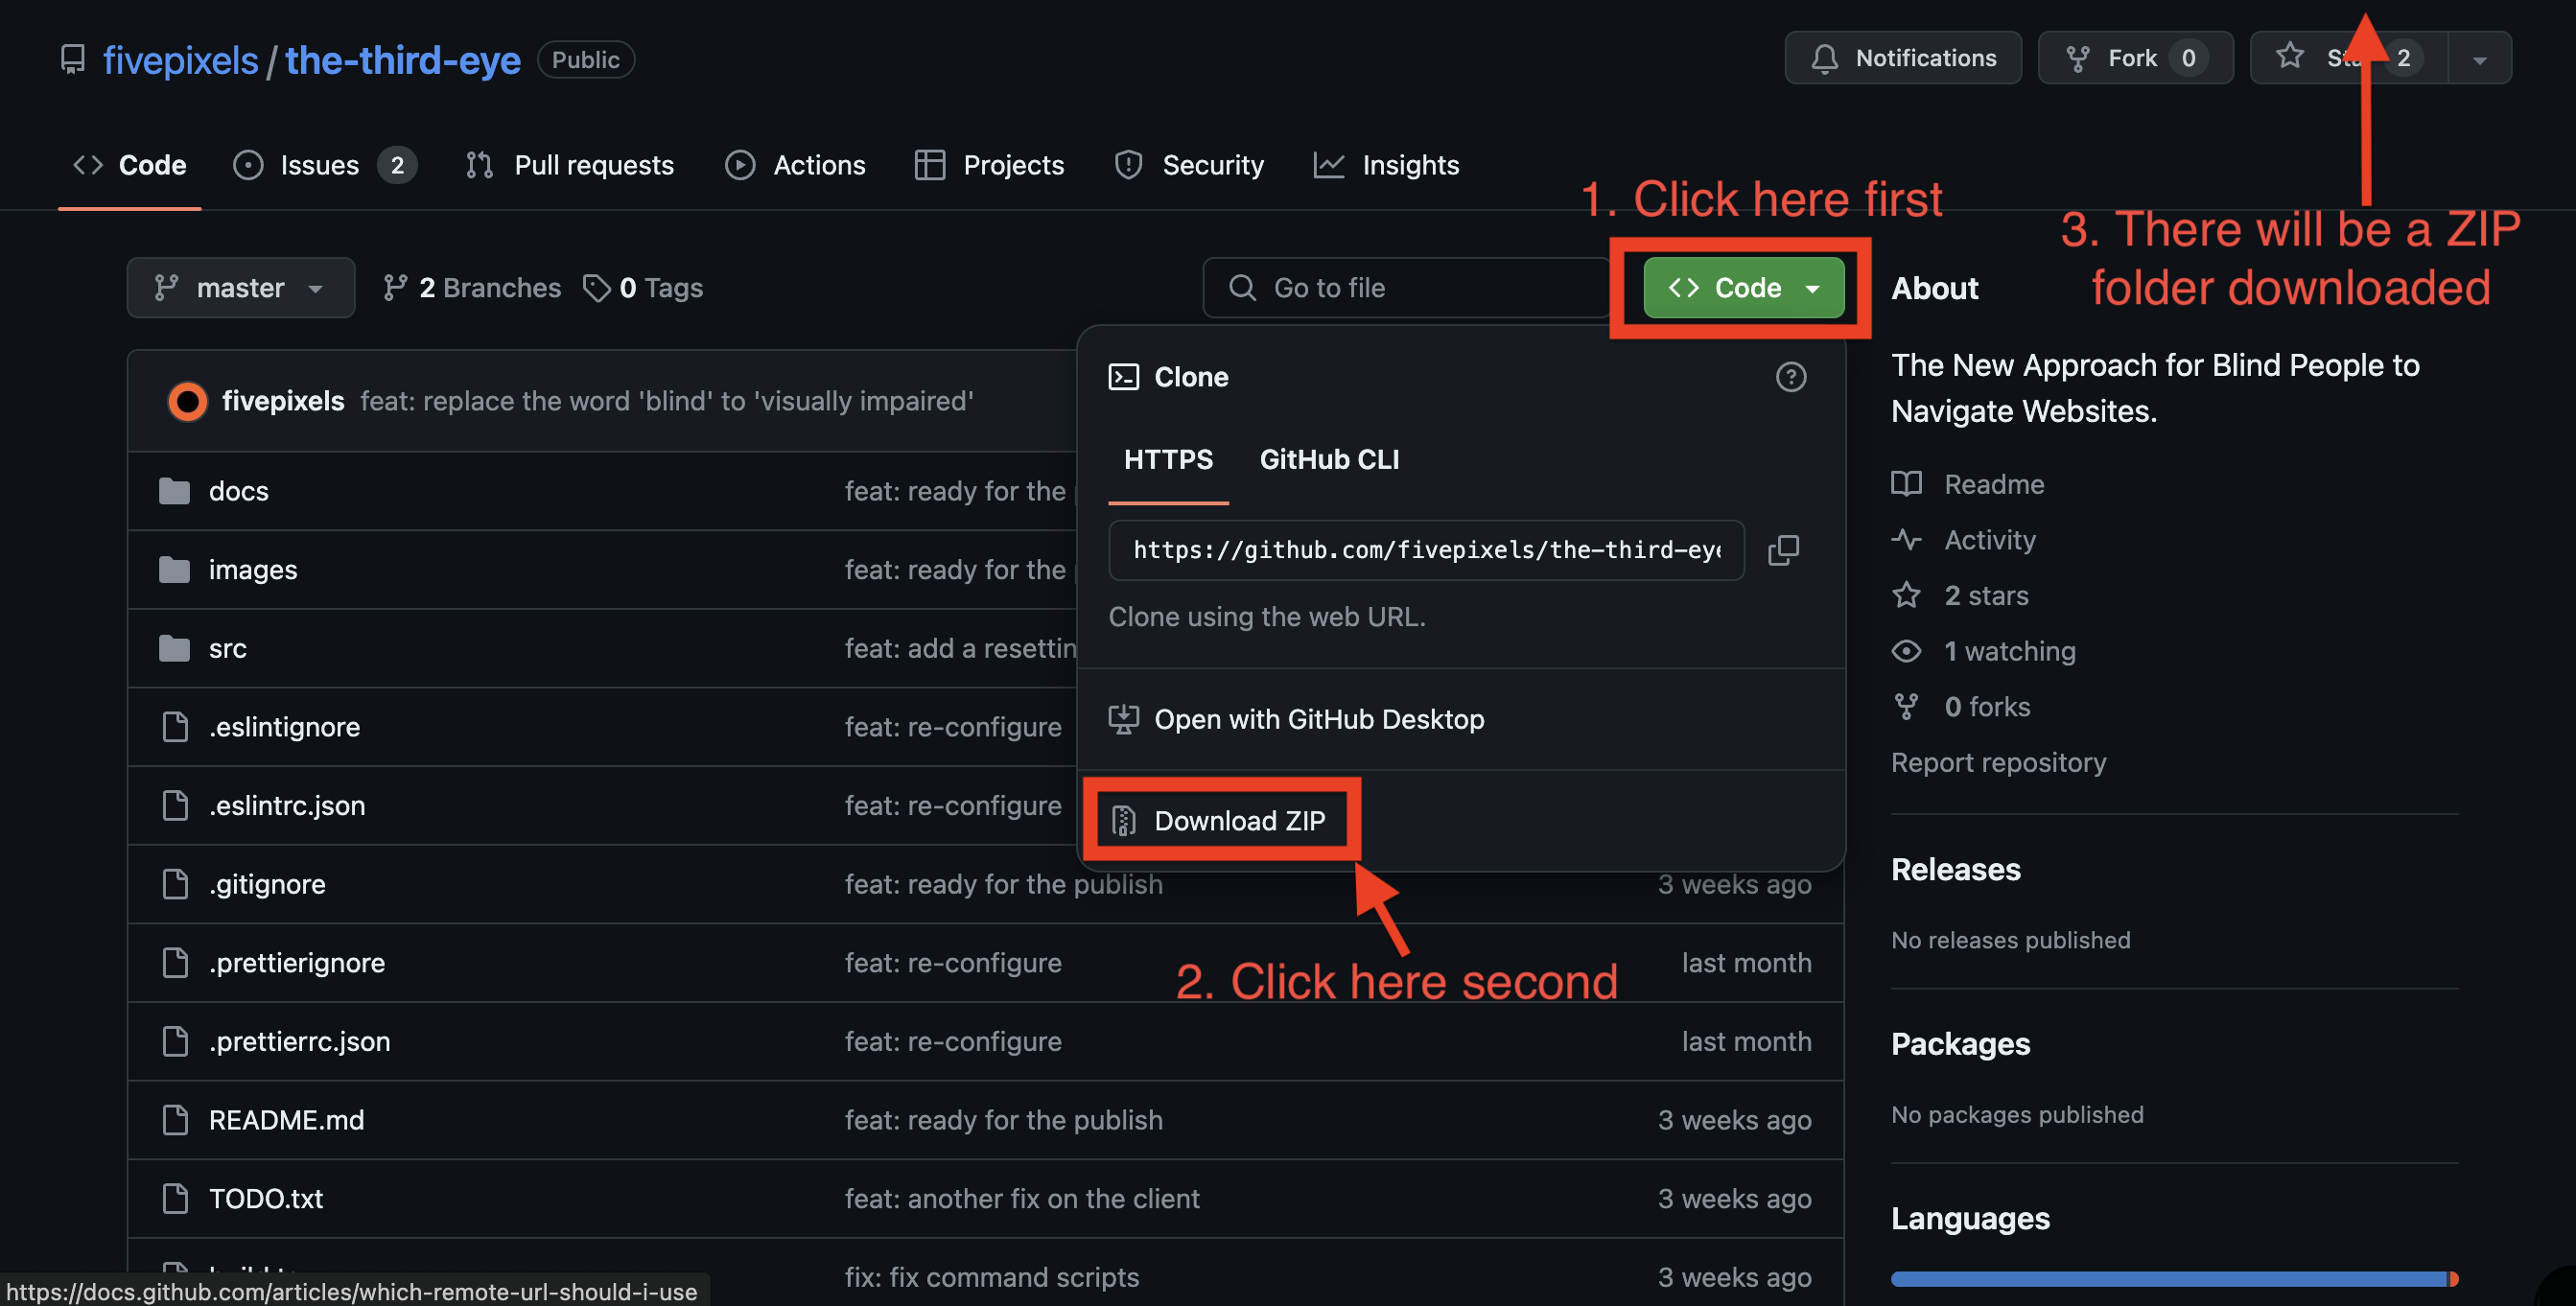 fivepixels / the-third-eye Public
Notifications
Fork 0
2
Code
Issues 2
Pull requests
Actions
Projects
Security
Insights
1. Click here first
3. There will be a ZIP
folder downloaded
master
2 Branches
0 Tags
Go to file
Code
fivepixels feat: replace the word 'blind' to 'visually impaired'
docs feat: ready for the
images feat: ready for the
src feat: add a resettin
.eslintignore feat: re-configure
.eslintrc.json feat: re-configure
.gitignore feat: ready for the publish 3 weeks ago
.prettierignore feat: re-configure last month
.prettierrc.json feat: re-configure last month
README.md feat: ready for the publish 3 weeks ago
TODO.txt feat: another fix on the client 3 weeks ago
fix: fix command scripts 3 weeks ago
Clone
HTTPS GitHub CLI
https://github.com/fivepixels/the-third-eye
Clone using the web URL.
Open with GitHub Desktop
Download ZIP
2. Click here second
About
The New Approach for Blind People to
Navigate Websites.
Readme
Activity
2 stars
1 watching
0 forks
Report repository
Releases
No releases published
Packages
No packages published
Languages
https://docs.github.com/articles/which-remote-url-should-i-use